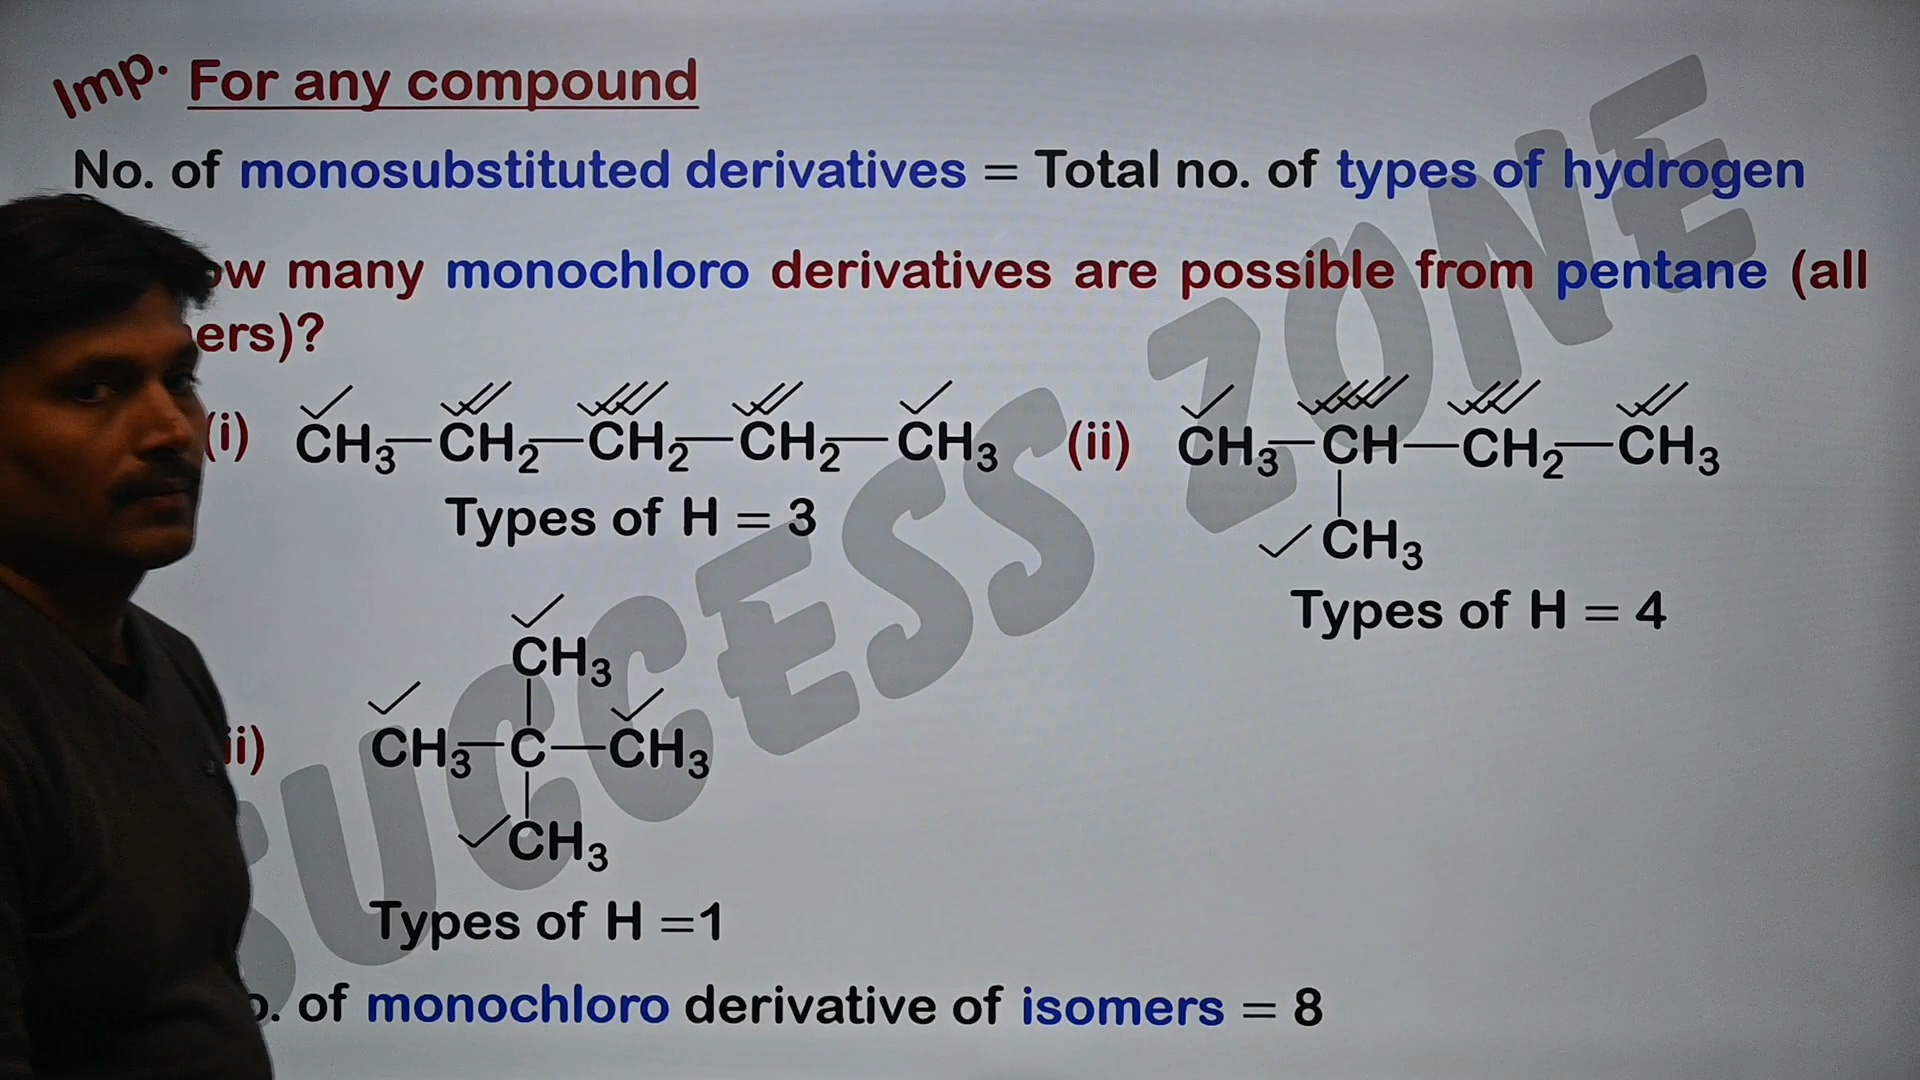 Imp. For any compound
No. of monosubstituted derivatives = Total no. of types of hydrogen
ow many monochloro derivatives are possible from pentane (all
ers)?
(i) CH₃—CH₂—CH₂—CH₂—CH₃ (ii) CH₃—CH—CH₂—CH₃
CH₃
Types of H = 3
Types of H = 4
CH₃
ii) CH₃—C—CH₃
CH₃
Types of H =1
o. of monochloro derivative of isomers = 8
SUCCESS ZONE